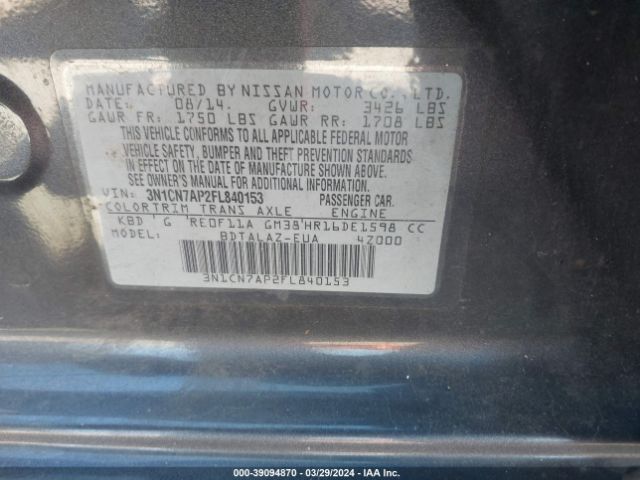 MANUFACTURED BY NISSAN MOTOR CO., LTD.
DATE: 08/14. GVWR: 3426 LBS
GAWR FR: 1750 LBS GAWR RR: 1708 LBS
THIS VEHICLE CONFORMS TO ALL APPLICABLE FEDERAL MOTOR
VEHICLE SAFETY, BUMPER AND THEFT PREVENTION STANDARDS
IN EFFECT ON THE DATE OF MANUFACTURE SHOWN ABOVE.
SEE OWNER'S MANUAL FOR ADDITIONAL INFORMATION
VIN: 3N1CN7AP2FL840153 PASSENGER CAR.
COLOR TRIM TRANS AXLE ENGINE
KBD G RE0F11A GM38 HR16DE1598 CC
MODEL: BDTALAZ-EUA 4Z000
3N1CN7AP2FL840153
000-39094870 | 03/29/2024 | IAA Inc.